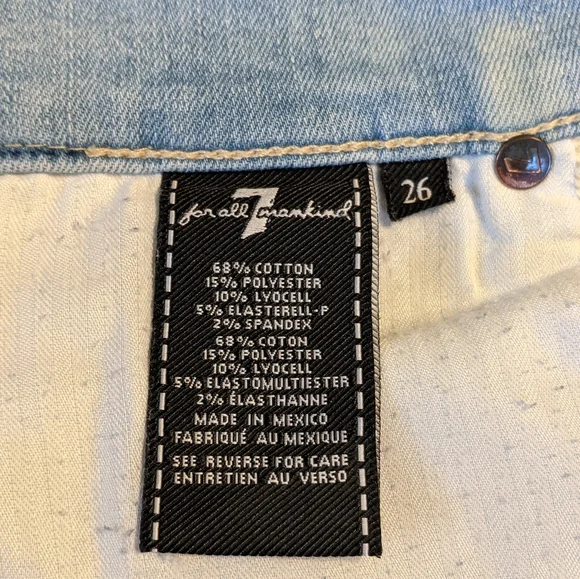 7
for all mankind
26
68% COTTON
15% POLYESTER
10% LYOCELL
5% ELASTERELL-P
2% SPANDEX
68% COTON
15% POLYESTER
10% LYOCELL
5% ELASTOMULTIESTER
2% ÉLASTHANNE
MADE IN MEXICO
FABRIQUÉ AU MEXIQUE
SEE REVERSE FOR CARE
ENTRETIEN AU VERSO